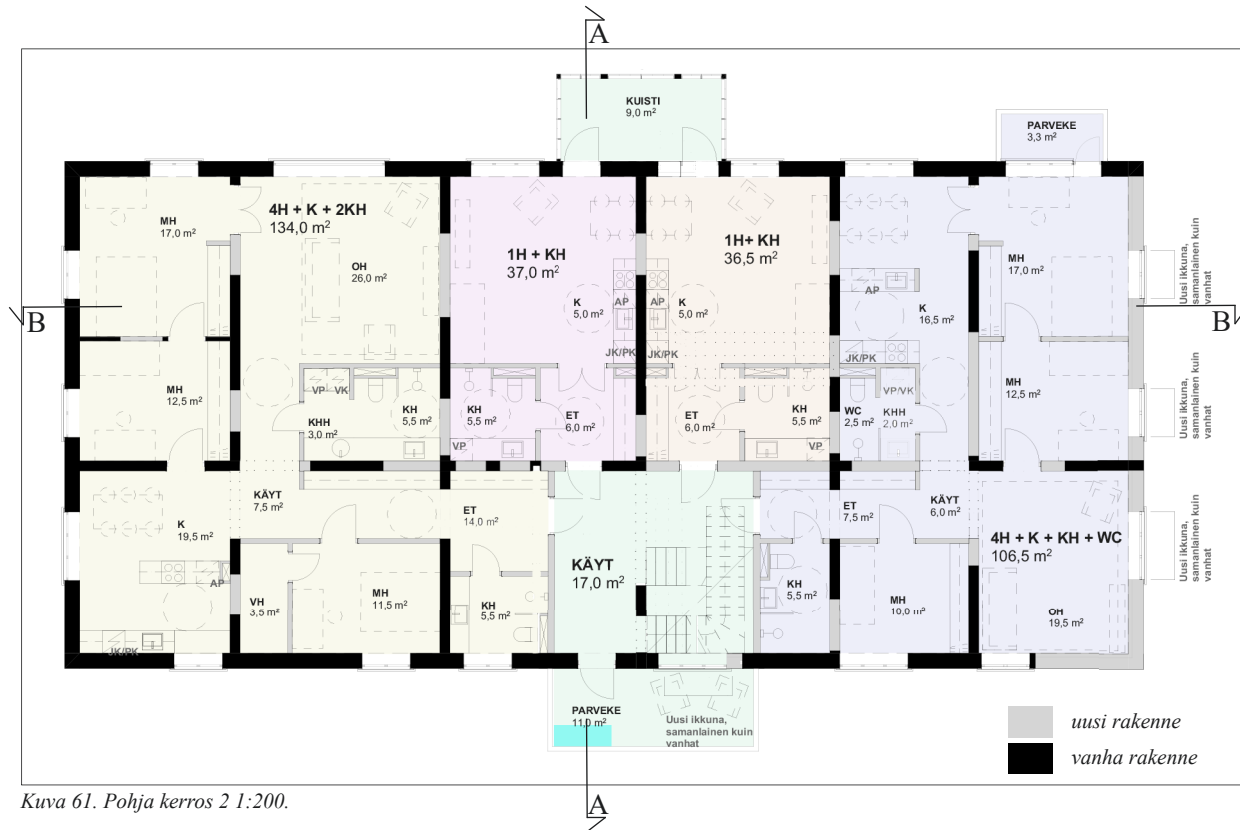 A
KUISTI
9,0 m²
PARVEKE
3,3 m²
4H + K + 2KH
134,0 m²
MH
17,0 m²
OH
26,0 m²
1H + KH
37,0 m²
1H+ KH
36,5 m²
MH
17,0 m²
Uusi ikkuna,
samanlainen kuin
vanhat
B
K
5,0 m²
AP
AP
K
5,0 m²
AP
K
16,5 m²
B
JK/PK
JK/PK
JK/PK
MH
12,5 m²
VP
VK
KHH
3,0 m²
KH
5,5 m²
KH
5,5 m²
VP
ET
6,0 m²
ET
6,0 m²
KH
5,5 m²
VP
WC
2,5 m²
VP/VK
KHH
2,0 m²
MH
12,5 m²
Uusi ikkuna,
samanlainen kuin
vanhat
KÄYT
7,5 m²
K
19,5 m²
AP
JK/PK
ET
14,0 m²
VH
3,5 m²
MH
11,5 m²
KH
5,5 m²
KÄYT
17,0 m²
ET
7,5 m²
KÄYT
6,0 m²
KH
5,5 m²
MH
10,0 m²
4H + K + KH + WC
106,5 m²
OH
19,5 m²
Uusi ikkuna,
samanlainen kuin
vanhat
PARVEKE
11,0 m²
Uusi ikkuna,
samanlainen kuin
vanhat
uusi rakenne
vanha rakenne
Kuva 61. Pohja kerros 2 1:200.
A